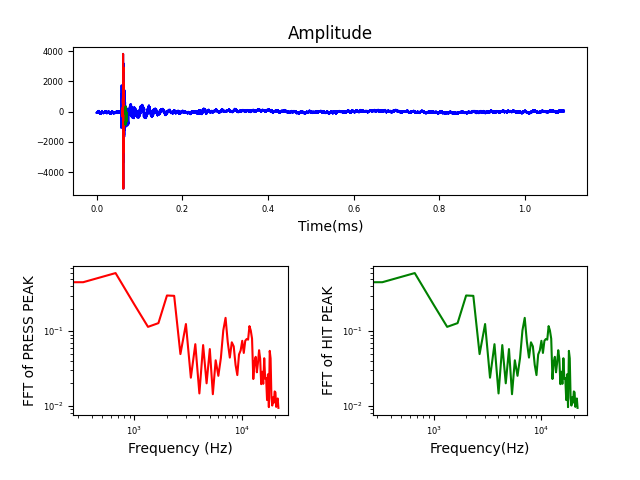 Amplitude
4000
2000
0
−2000
−4000
0.0 0.2 0.4 0.6 0.8 1.0
Time(ms)
FFT of PRESS PEAK
10⁻¹
10⁻²
10³ 10⁴
Frequency (Hz)
FFT of HIT PEAK
10⁻¹
10⁻²
10³ 10⁴
Frequency(Hz)